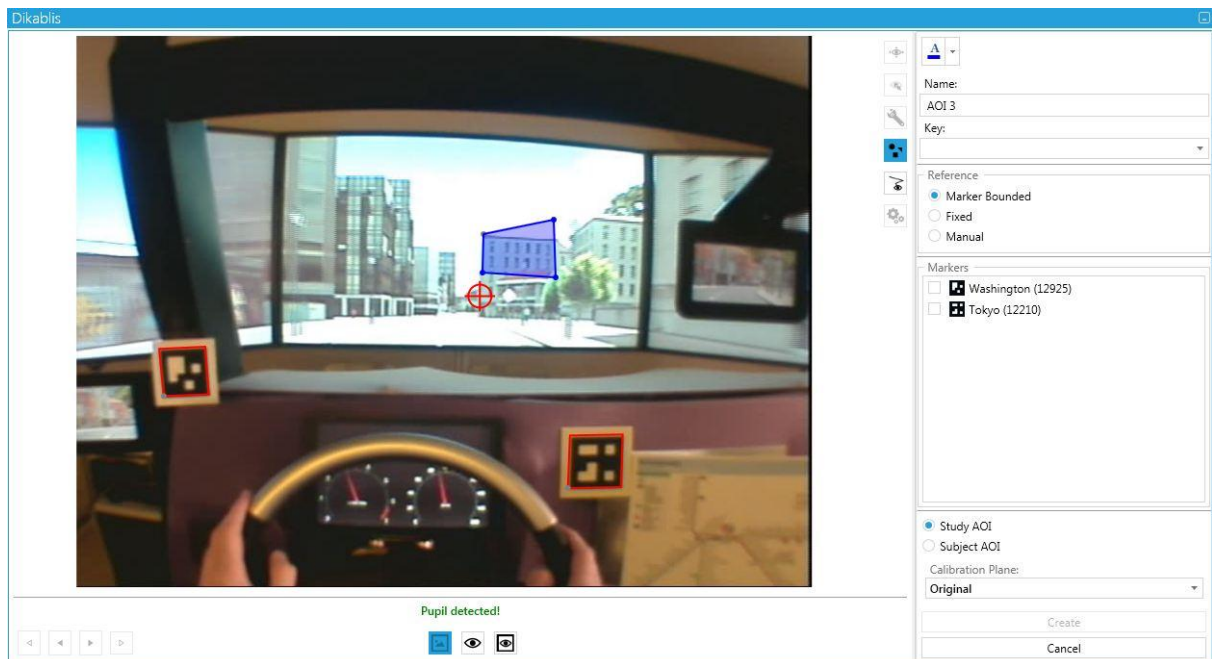 Dikablis
A
Name:
AOI 3
Key:
Reference
Marker Bounded
Fixed
Manual
Markers
Washington (12925)
Tokyo (12210)
Study AOI
Subject AOI
Calibration Plane:
Original
Create
Cancel
Pupil detected!